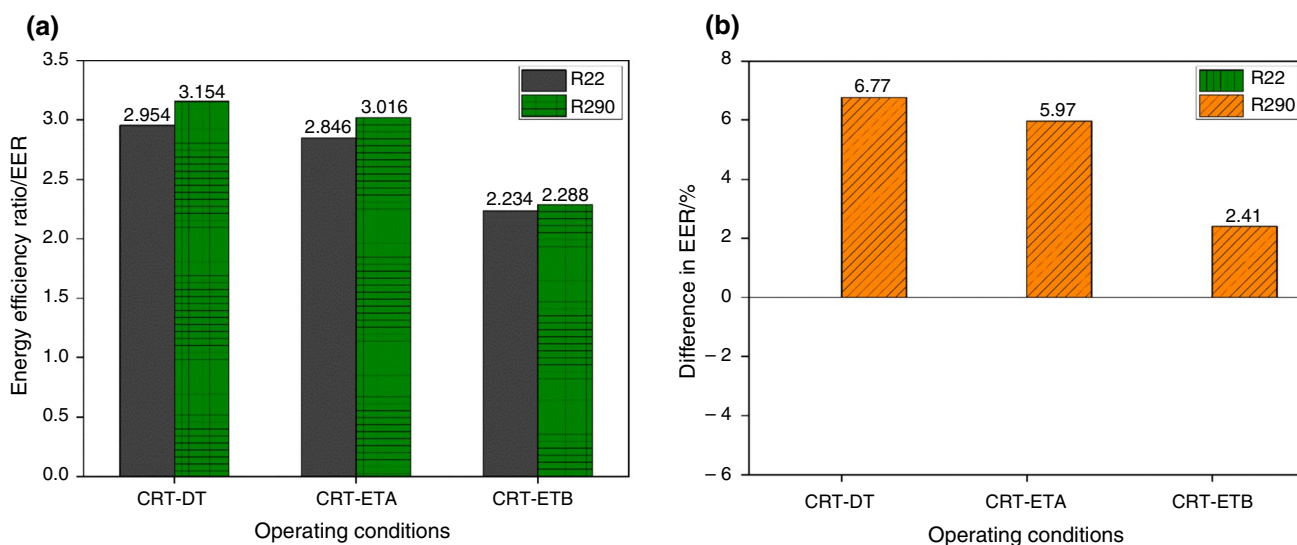 (a)
3.5
3.0
2.5
2.0
1.5
1.0
0.5
0.0
Energy efficiency ratio/EER
R22
R290
2.954
3.154
2.846
3.016
2.234
2.288
CRT-DT
CRT-ETA
CRT-ETB
Operating conditions
(b)
8
6
4
2
0
− 2
− 4
− 6
Difference in EER/%
R22
R290
6.77
5.97
2.41
CRT-DT
CRT-ETA
CRT-ETB
Operating conditions